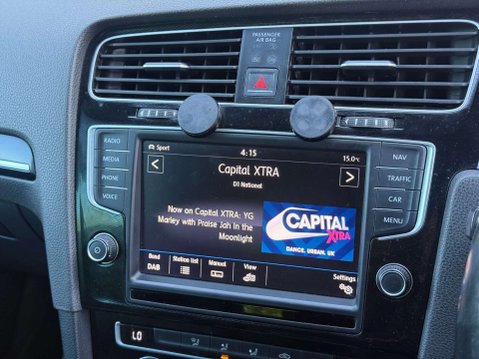 PASSENGER
AIR BAG
RADIO
MEDIA
PHONE
VOICE
NAV
TRAFFIC
CAR
MENU
Sport
4:15
15.0°C
Capital XTRA
D1 National
Now on Capital XTRA: YG
Marley with Praise Jah In the
Moonlight
CAPITAL
XTRA
DANCE. URBAN. UK
Band
DAB
Station list
Manual
View
Settings
LO